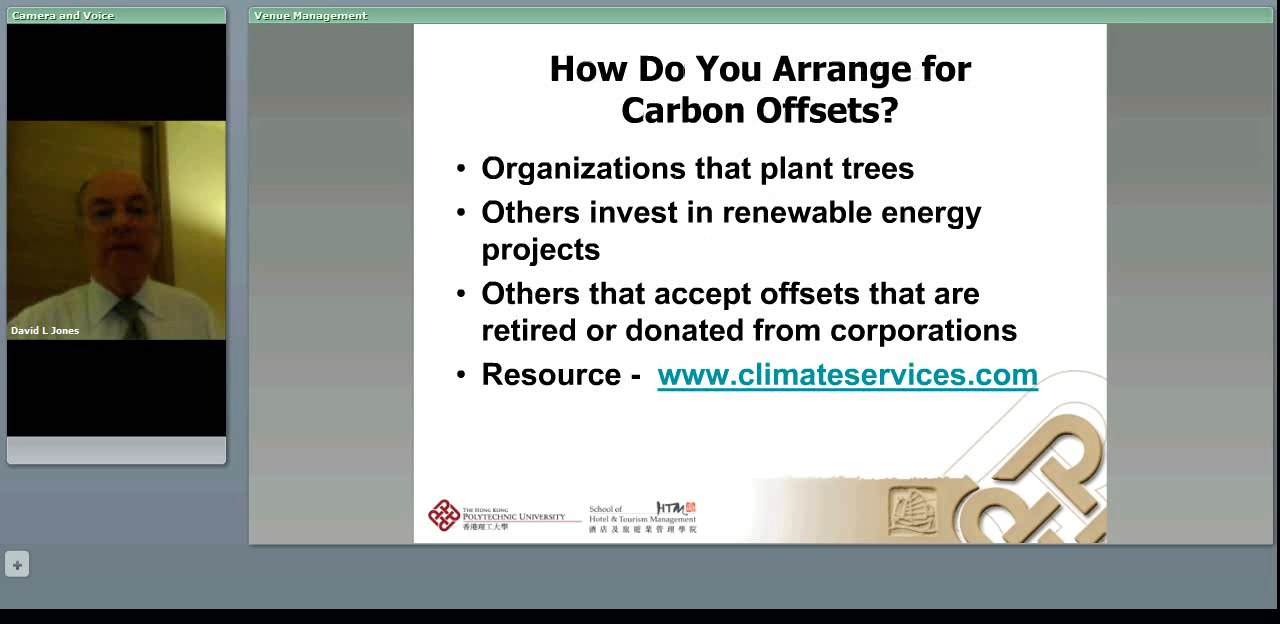 Camera and Voice
Venue Management
How Do You Arrange for
Carbon Offsets?
• Organizations that plant trees
• Others invest in renewable energy
projects
• Others that accept offsets that are
retired or donated from corporations
• Resource - www.climateservices.com
David L Jones
THE HONG KONG
POLYTECHNIC UNIVERSITY
香港理工大學
School of HTM
Hotel & Tourism Management
酒店及旅遊業管理學院